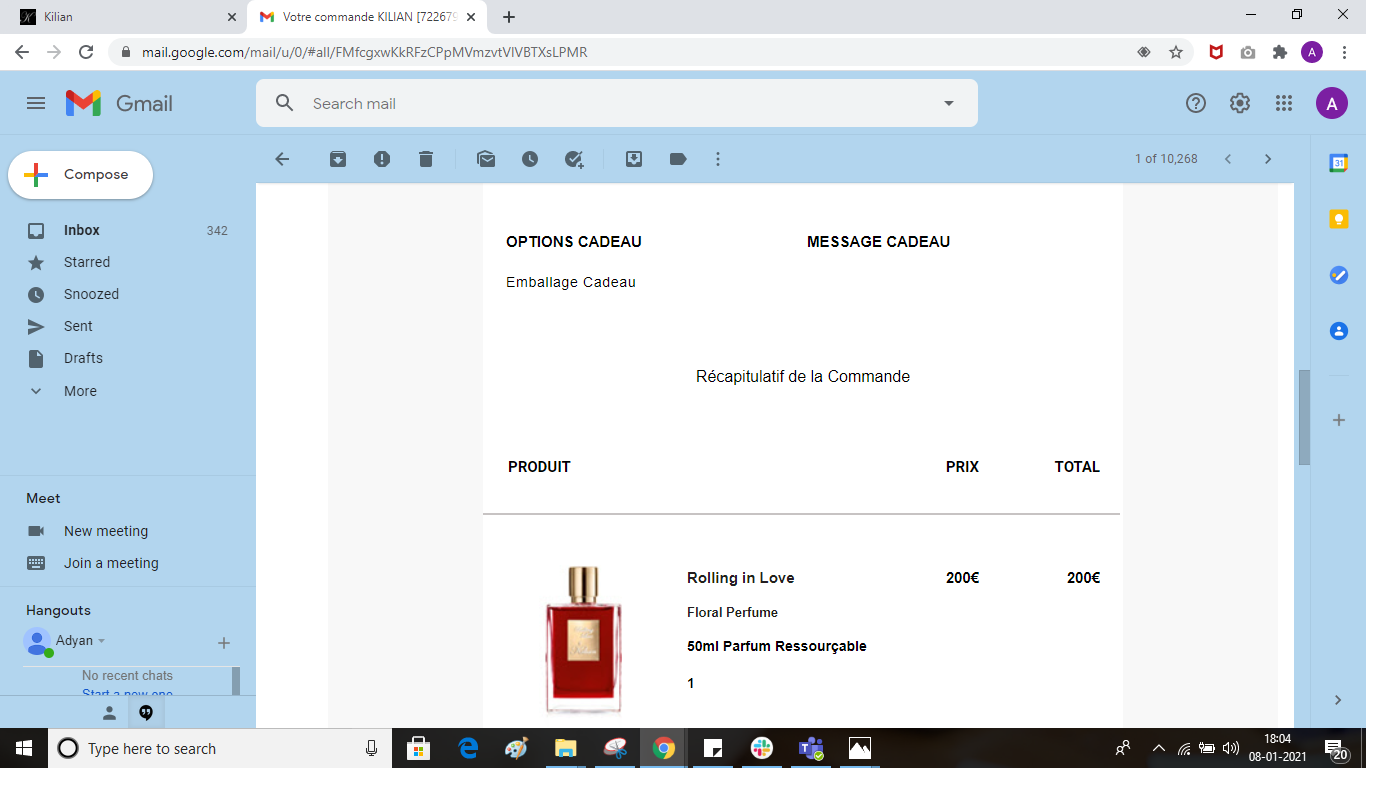 Kilian
Votre commande KILIAN [722679
mail.google.com/mail/u/0/#all/FMfcgxwKkRFzCPpMVmzvtVlVBTXsLPMR
A
Gmail
Search mail
A
Compose
1 of 10,268
31
Inbox 342
Starred
Snoozed
Sent
Drafts
More
Meet
New meeting
Join a meeting
Hangouts
Adyan
No recent chats
Start a new one
OPTIONS CADEAU MESSAGE CADEAU
Emballage Cadeau
Récapitulatif de la Commande
PRODUIT PRIX TOTAL
Rolling in Love 200€ 200€
Floral Perfume
50ml Parfum Ressourçable
1
Type here to search
18:04
08-01-2021
20